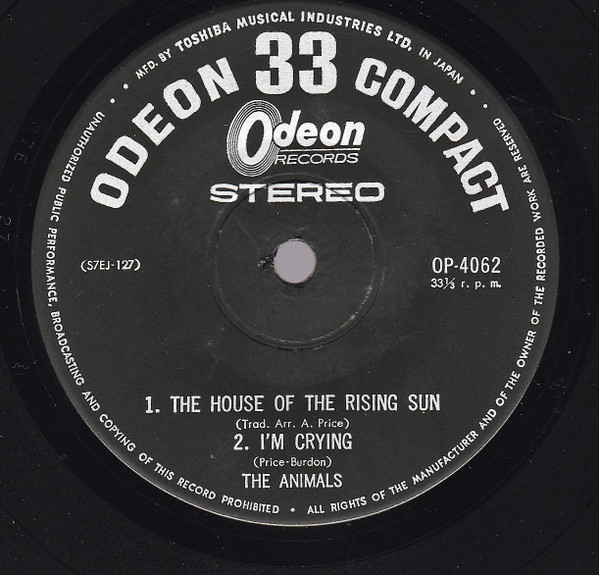 MFD. BY TOSHIBA MUSICAL INDUSTRIES LTD. IN JAPAN
ODEON 33 COMPACT
Odeon
RECORDS
STEREO
(S7EJ-127)
OP-4062
33⅓ r. p. m.
1. THE HOUSE OF THE RISING SUN
(Trad. Arr. A. Price)
2. I'M CRYING
(Price-Burdon)
THE ANIMALS
UNAUTHORIZED PUBLIC PERFORMANCE, BROADCASTING AND COPYING OF THIS RECORD PROHIBITED • ALL RIGHTS OF THE MANUFACTURER AND OF THE OWNER OF THE RECORDED WORK ARE RESERVED